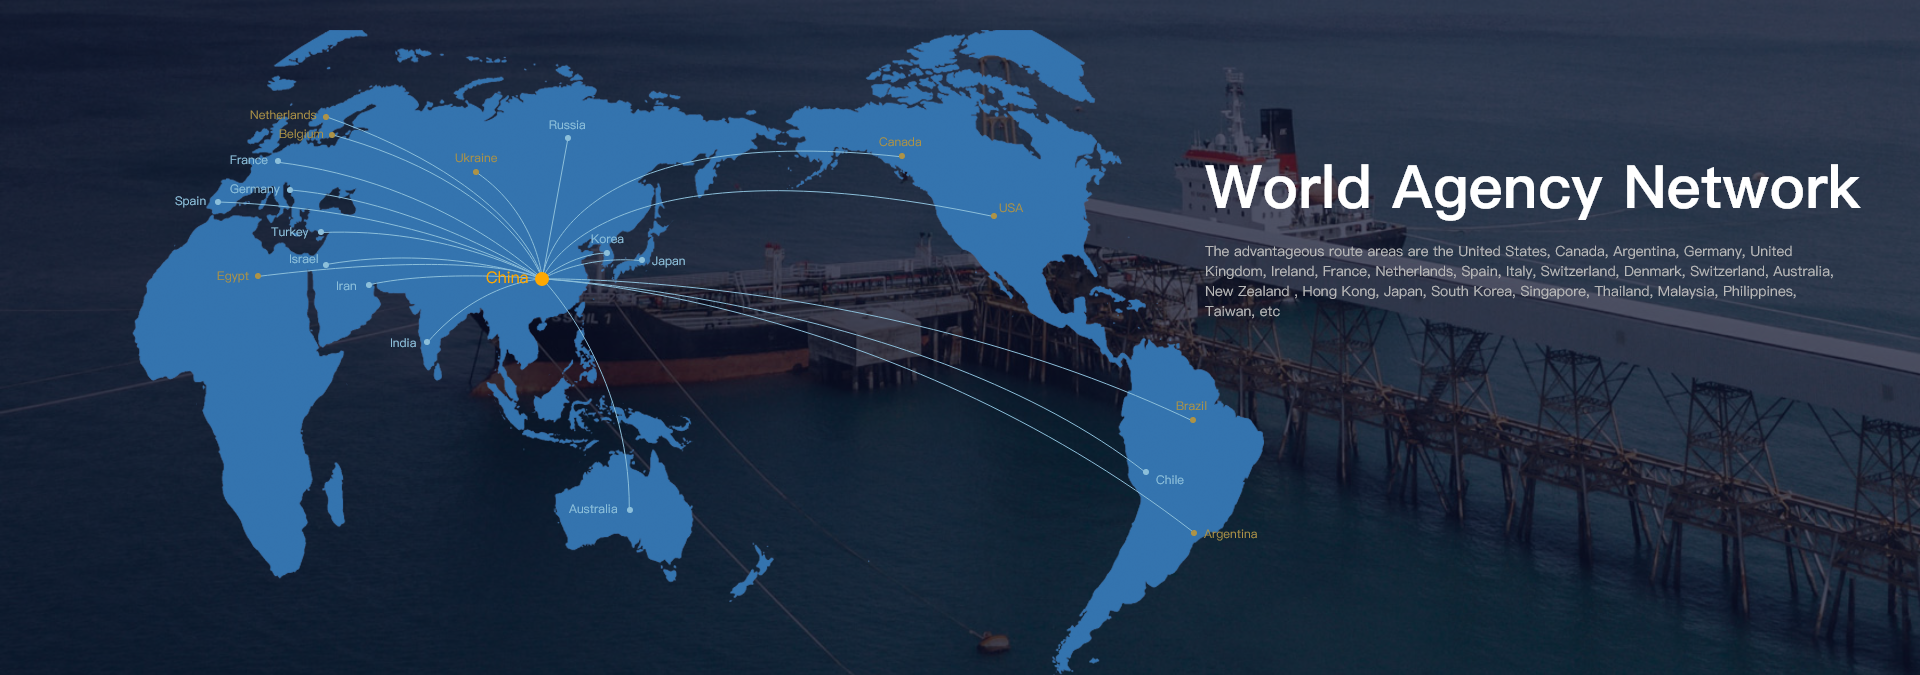 Netherlands
Belgium
Russia
Canada
Ukraine
France
Germany
Spain
USA
World Agency Network
Turkey
Korea
Israel
Japan
Egypt
China
Iran
The advantageous route areas are the United States, Canada, Argentina, Germany, United
Kingdom, Ireland, France, Netherlands, Spain, Italy, Switzerland, Denmark, Switzerland, Australia,
New Zealand , Hong Kong, Japan, South Korea, Singapore, Thailand, Malaysia, Philippines,
Taiwan, etc
India
Brazil
Chile
Australia
Argentina